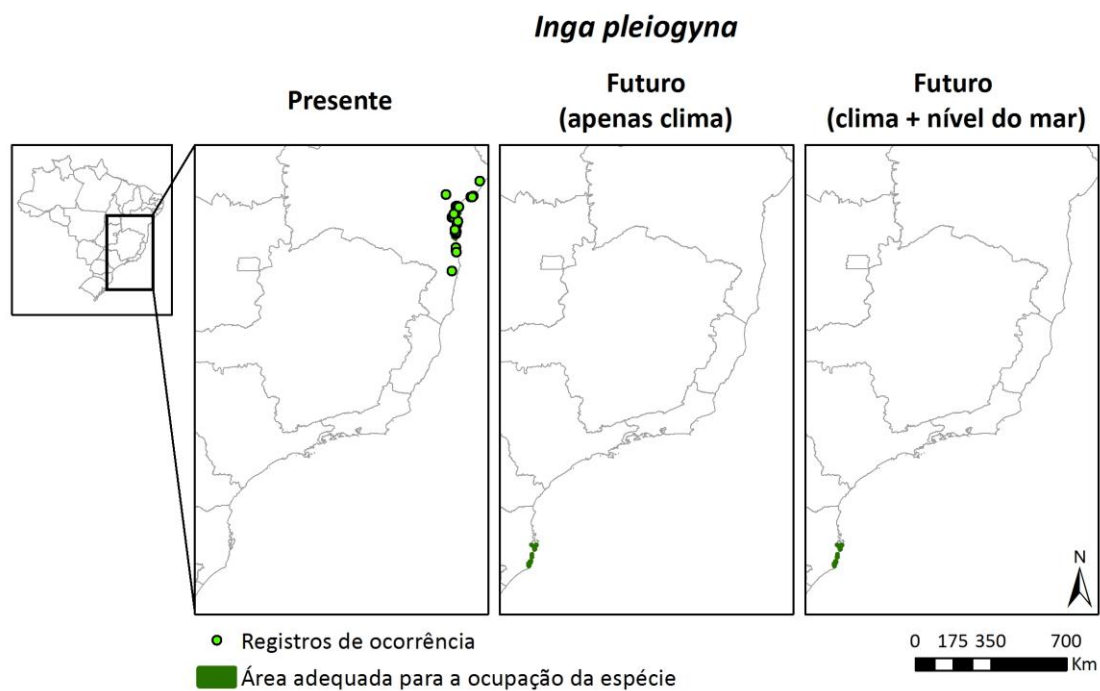 Inga pleiogyna
Presente
Futuro
(apenas clima)
Futuro
(clima + nível do mar)
N
Registros de ocorrência
Área adequada para a ocupação da espécie
0 175 350 700
Km